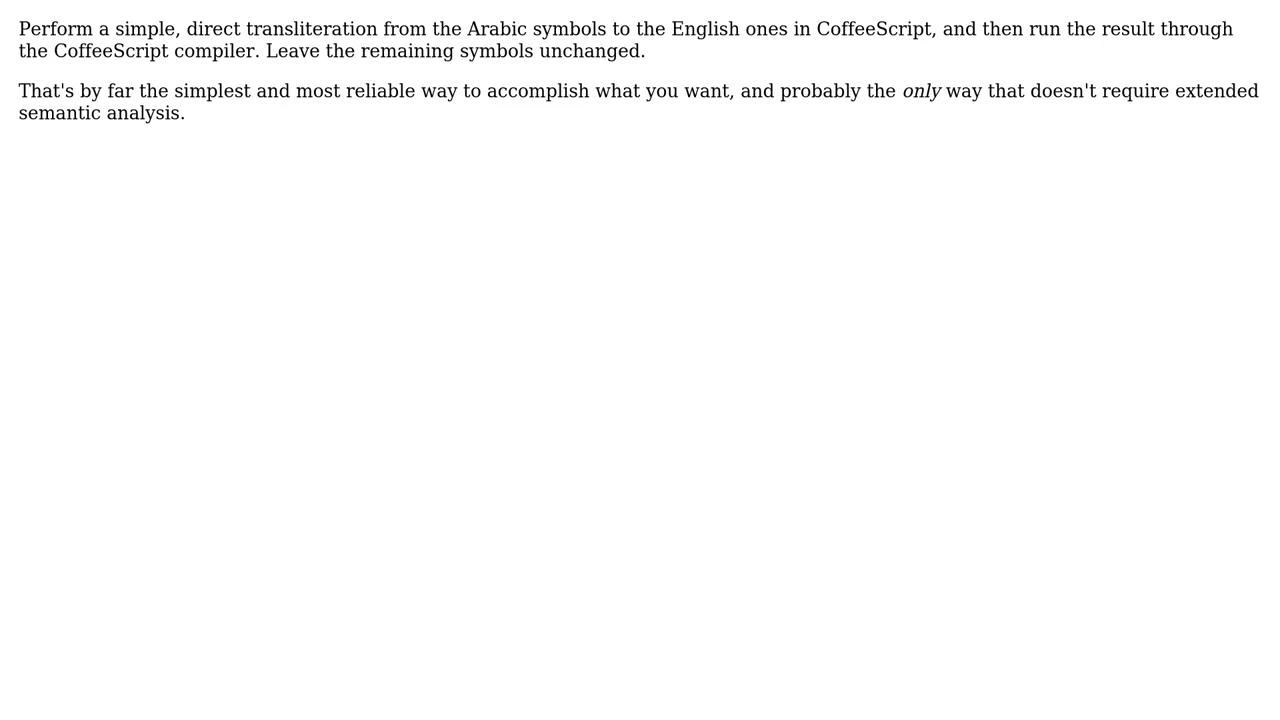 Perform a simple, direct transliteration from the Arabic symbols to the English ones in CoffeeScript, and then run the result through
the CoffeeScript compiler. Leave the remaining symbols unchanged.
That's by far the simplest and most reliable way to accomplish what you want, and probably the only way that doesn't require extended
semantic analysis.